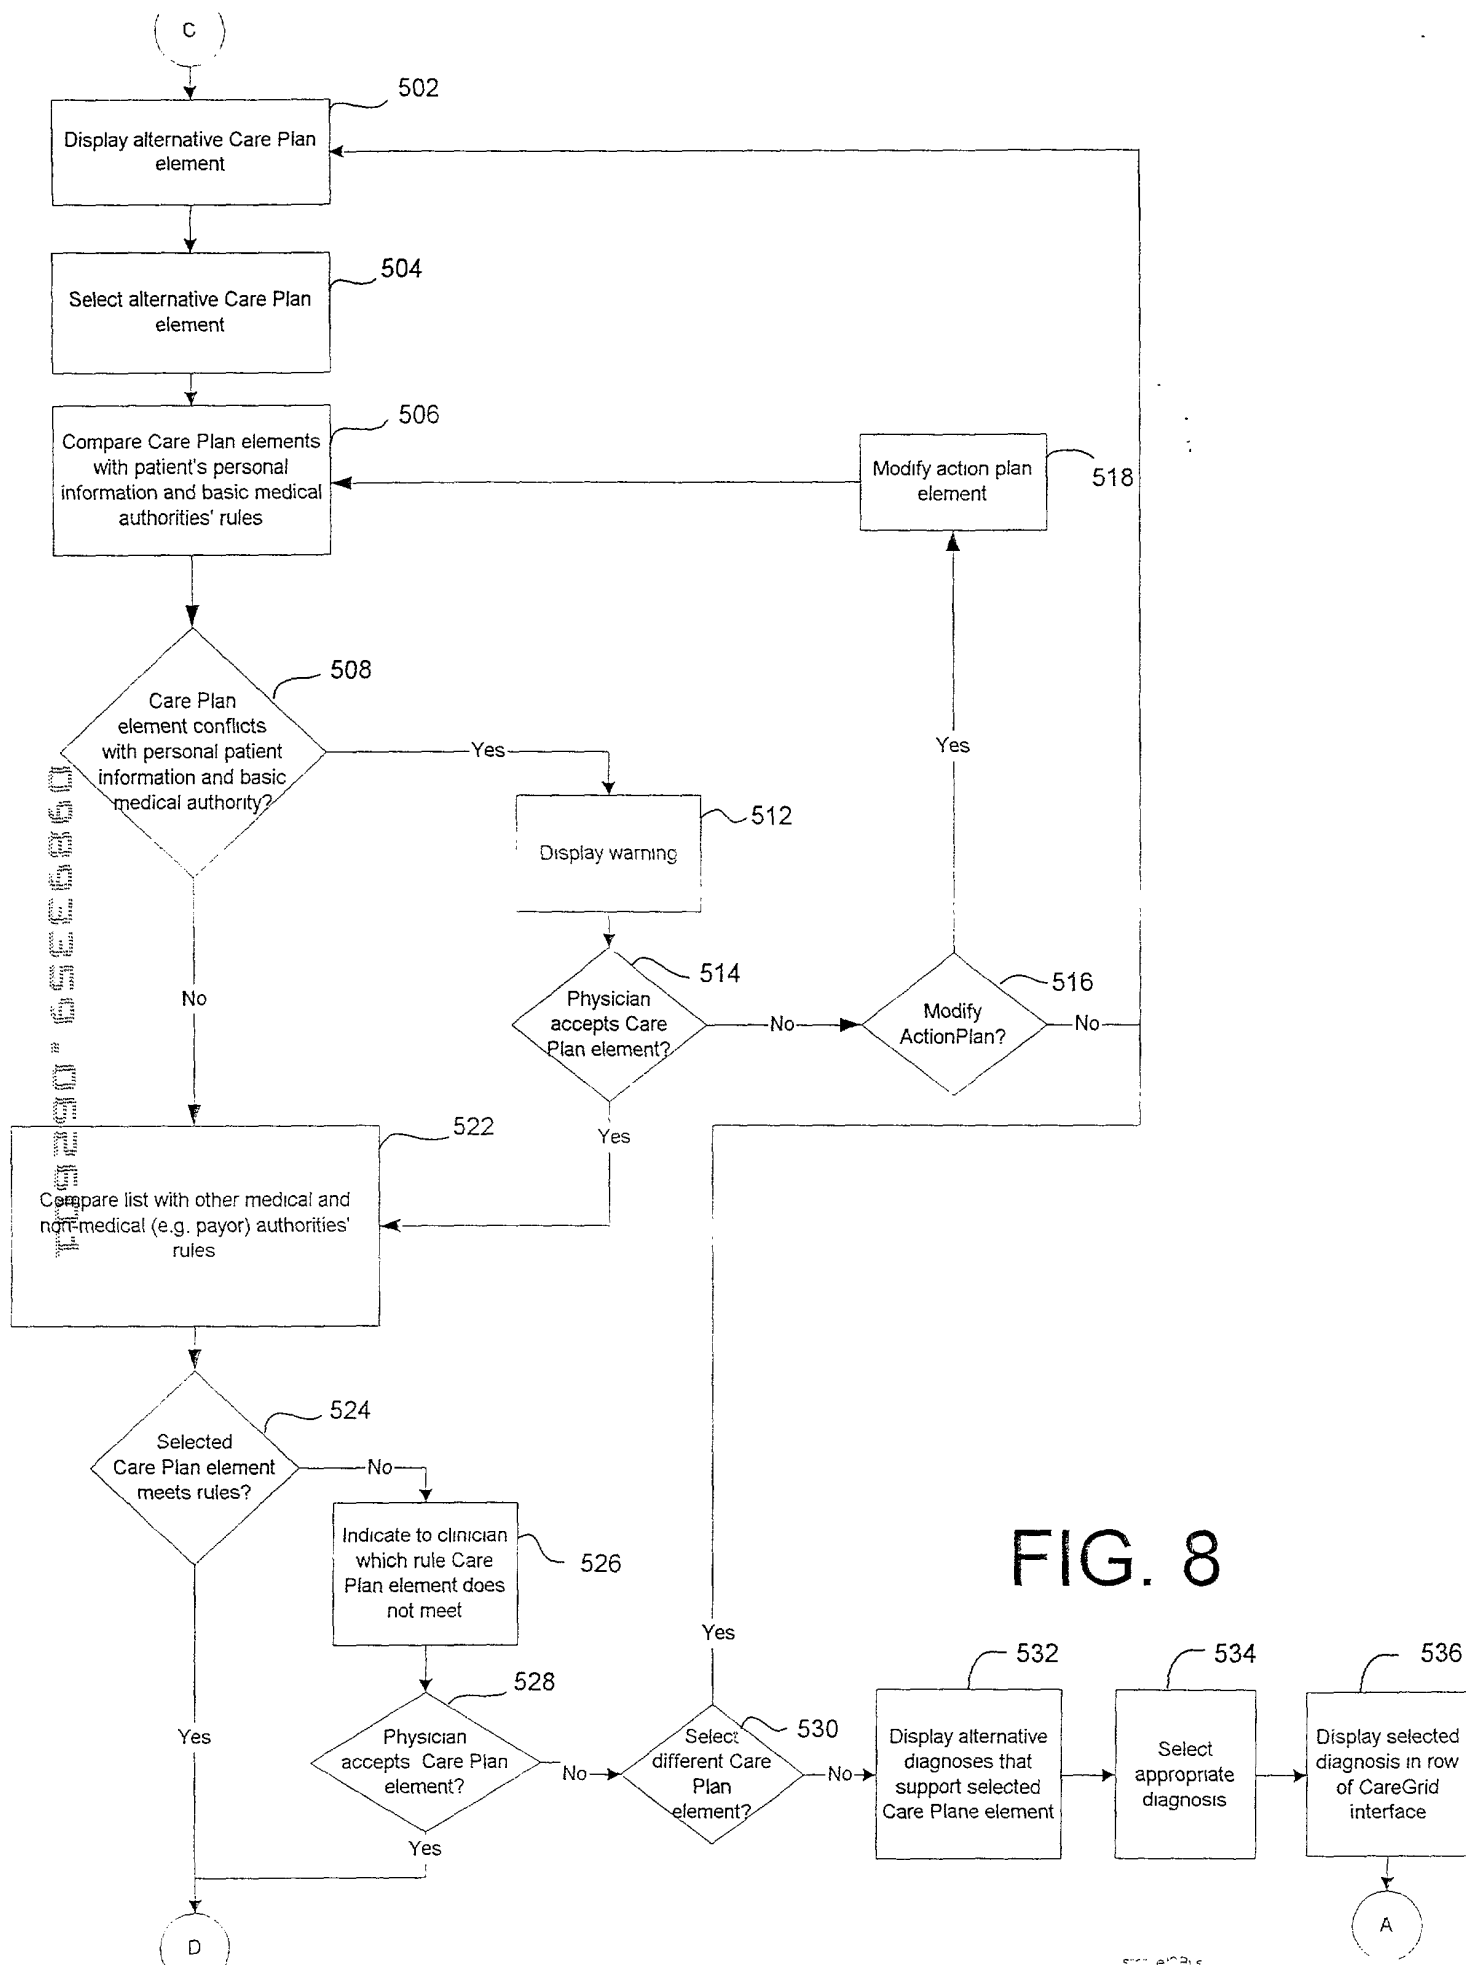 C
502
Display alternative Care Plan
element
504
Select alternative Care Plan
element
506
Compare Care Plan elements
with patient's personal
information and basic medical
authorities' rules
Modify action plan
element
518
508
Care Plan
element conflicts
with personal patient
information and basic
medical authority?
Yes
Yes
512
Display warning
514
Physician
accepts Care
Plan element?
No
516
Modify
ActionPlan?
No
No
Yes
522
Compare list with other medical and
non-medical (e.g. payor) authorities'
rules
524
Selected
Care Plan element
meets rules?
No
Indicate to clinician
which rule Care
Plan element does
not meet
526
FIG. 8
Yes
528
Physician
accepts Care Plan
element?
No
530
Select
different Care
Plan
element?
No
532
Display alternative
diagnoses that
support selected
Care Plane element
534
Select
appropriate
diagnosis
536
Display selected
diagnosis in row
of CareGrid
interface
Yes
Yes
D
A